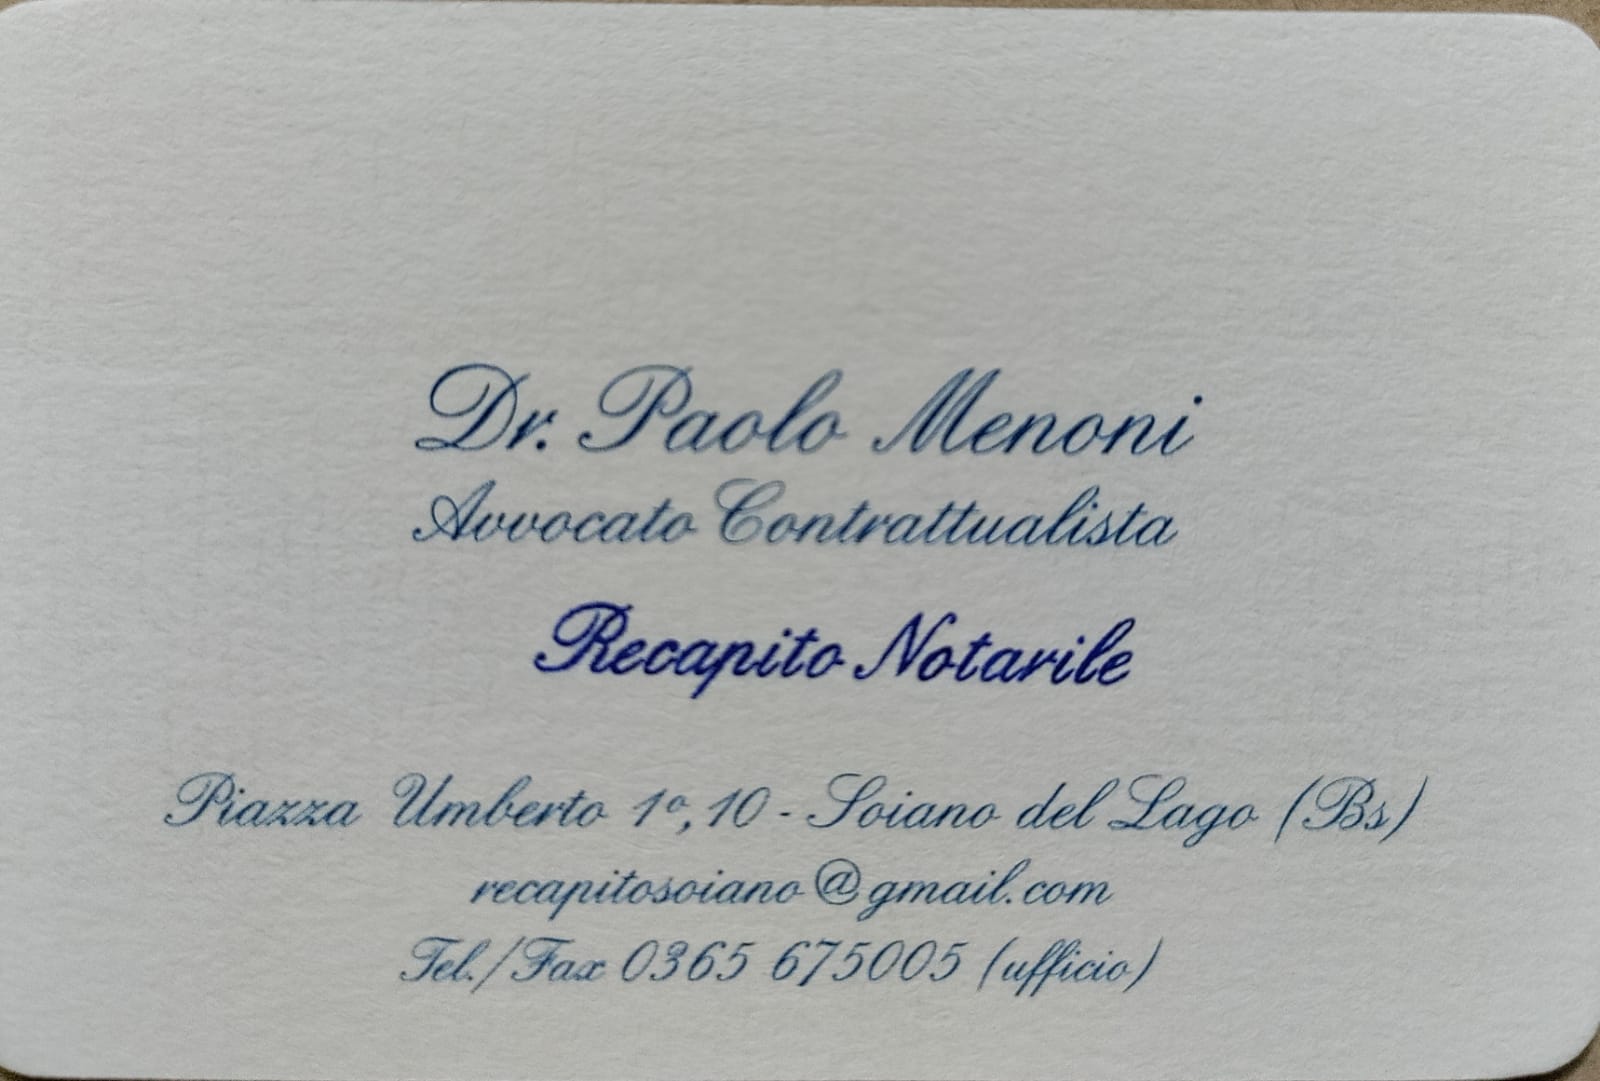 Dr. Paolo Menoni
Avvocato Contrattualista
Recapito Notarile
Piazza Umberto 1°, 10 - Soiano del Lago (Bs)
recapitosoiano@gmail.com
Tel./Fax 0365 675005 (ufficio)